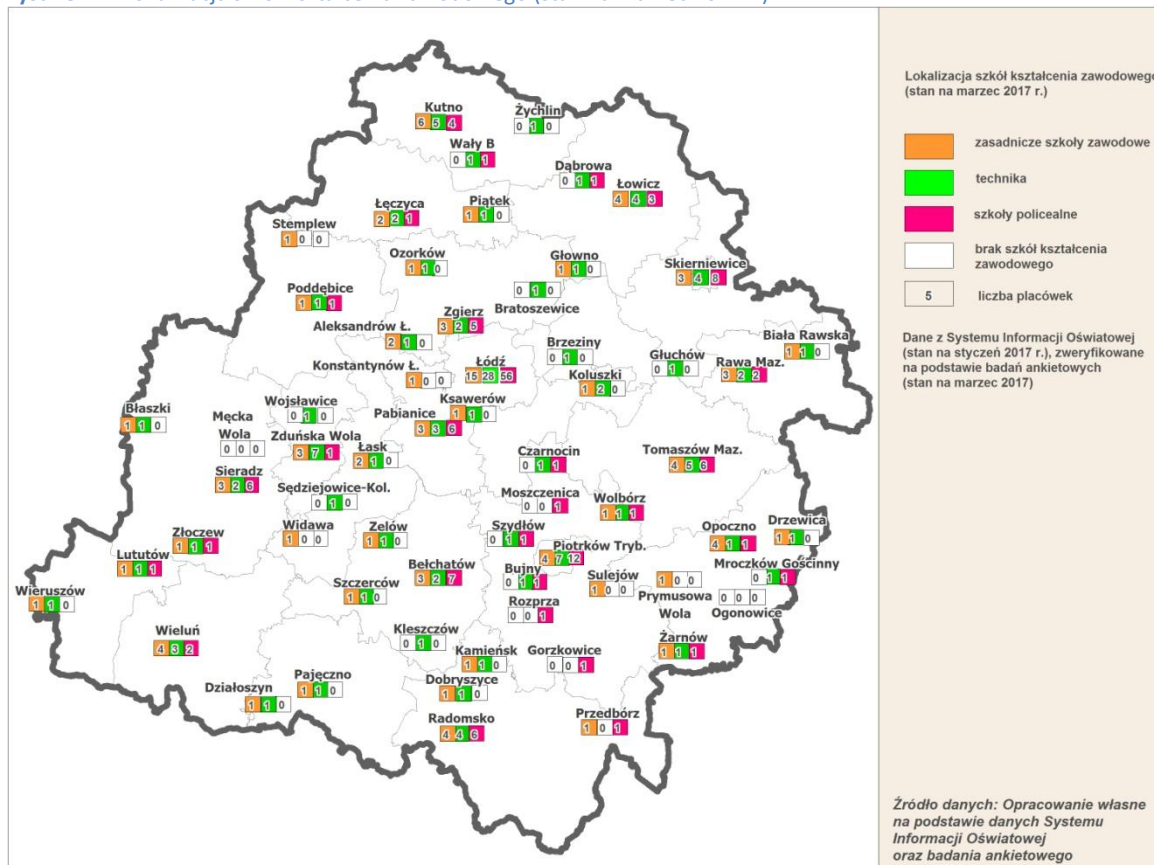 Kutno
6 5 4
Żychlin
0 1 0
Wały B
0 1 1
Dąbrowa
0 1 1
Łowicz
4 4 3
Łęczyca
2 2 1
Piątek
1 1 0
Stemplew
1 0 0
Ozorków
1 1 0
Głowno
1 1 0
Skierniewice
3 4 8
Poddębice
1 1 1
0 1 0
Bratoszewice
Zgierz
3 2 5
Aleksandrów Ł.
2 1 0
Brzeziny
0 1 0
Biała Rawska
1 1 0
Konstantynów Ł.
1 0 0
Łódź
15 28 56
Głuchów
0 1 0
Rawa Maz.
3 2 2
Koluszki
1 2 0
Błaszki
1 1 0
Wojsławice
0 1 0
Ksawerów
1 1 0
Pabianice
3 3 6
Męcka
Wola
0 0 0
Zduńska Wola
3 7 1
Łask
2 1 0
Czarnocin
0 1 1
Tomaszów Maz.
4 5 6
Sieradz
3 2 6
Sędziejowice-Kol.
0 1 0
Moszczenica
0 0 1
Wolbórz
1 1 1
Złoczew
1 1 1
Widawa
1 0 0
Zelów
1 1 0
Szydłów
0 1 1
Opoczno
4 1 1
Drzewica
1 1 0
Lututów
1 1 1
Piotrków Tryb.
4 7 12
Bełchatów
3 2 7
Bujny
0 1 1
Sulejów
1 0 0
1 0 0
Prymusowa
Wola
Mroczków Gościnny
0 1 1
0 0 0
Ogonowice
Wieruszów
1 1 0
Szczerców
1 1 0
Rozprza
0 0 1
Wieluń
4 3 2
Kleszczów
0 1 0
Kamieńsk
1 1 0
Gorzkowice
0 0 1
Żarnów
1 1 1
Pajęczno
1 1 0
Działoszyn
1 1 0
Dobryszyce
1 1 0
Radomsko
4 4 6
Przedbórz
1 0 1
Lokalizacja szkół kształcenia zawodowego
(stan na marzec 2017 r.)
zasadnicze szkoły zawodowe
technika
szkoły policealne
brak szkół kształcenia
zawodowego
5 liczba placówek
Dane z Systemu Informacji Oświatowej
(stan na styczeń 2017 r.), zweryfikowane
na podstawie badań ankietowych
(stan na marzec 2017)
Źródło danych: Opracowanie własne
na podstawie danych Systemu
Informacji Oświatowej
oraz badania ankietowego